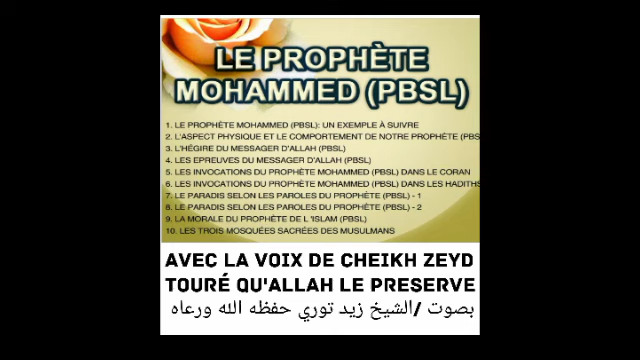 LE PROPHÈTE
MOHAMMED (PBSL)
1. LE PROPHÈTE MOHAMMED (PBSL): UN EXEMPLE À SUIVRE
2. L'ASPECT PHYSIQUE ET LE COMPORTEMENT DE NOTRE PROPHÈTE (PBS
3. L'HÉGIRE DU MESSAGER D'ALLAH (PBSL)
4. LES EPREUVES DU MESSAGER D'ALLAH (PBSL)
5. LES INVOCATIONS DU PROPHÈTE MOHAMMED (PBSL) DANS LE CORAN
6. LES INVOCATIONS DU PROPHÈTE MOHAMMED (PBSL) DANS LES HADITHS
7. LE PARADIS SELON LES PAROLES DU PROPHÈTE (PBSL) - 1
8. LE PARADIS SELON LES PAROLES DU PROPHÈTE (PBSL) - 2
9. LA MORALE DU PROPHÈTE DE L 'ISLAM (PBSL)
10. LES TROIS MOSQUÉES SACRÉES DES MUSULMANS
AVEC LA VOIX DE CHEIKH ZEYD
TOURÉ QU'ALLAH LE PRESERVE
بصوت /الشيخ زيد توري حفظه الله ورعاه